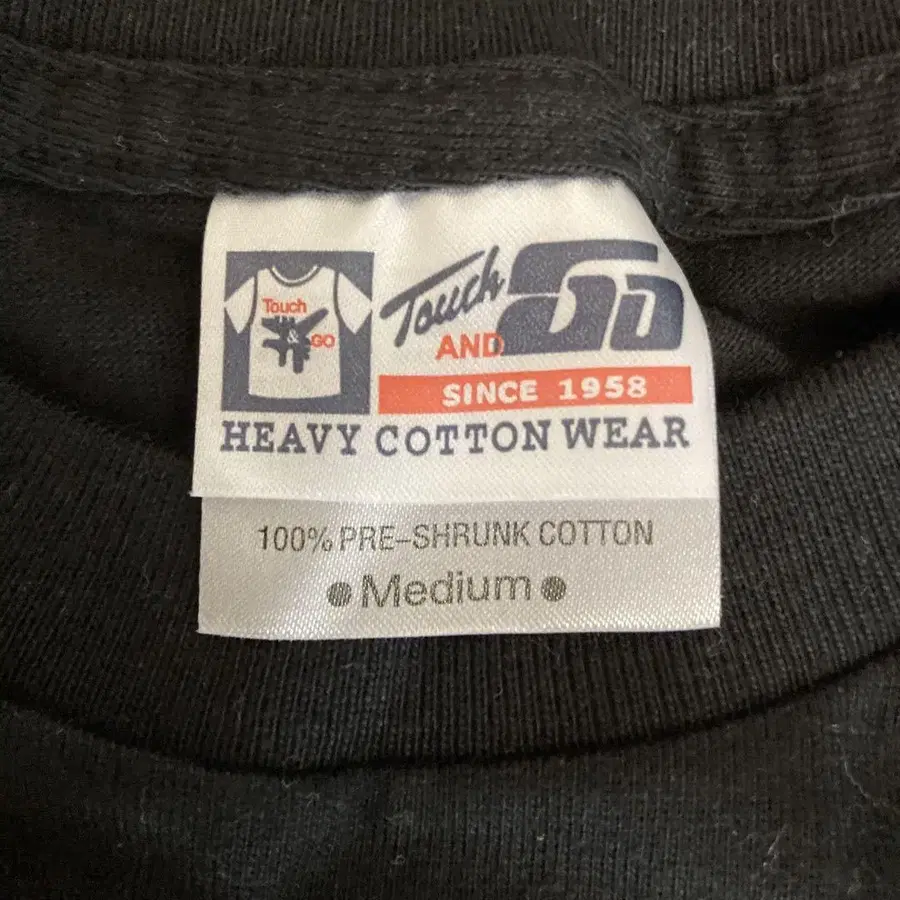 Touch
& GO
Touch
AND GO
SINCE 1958
HEAVY COTTON WEAR
100% PRE-SHRUNK COTTON
● Medium ●